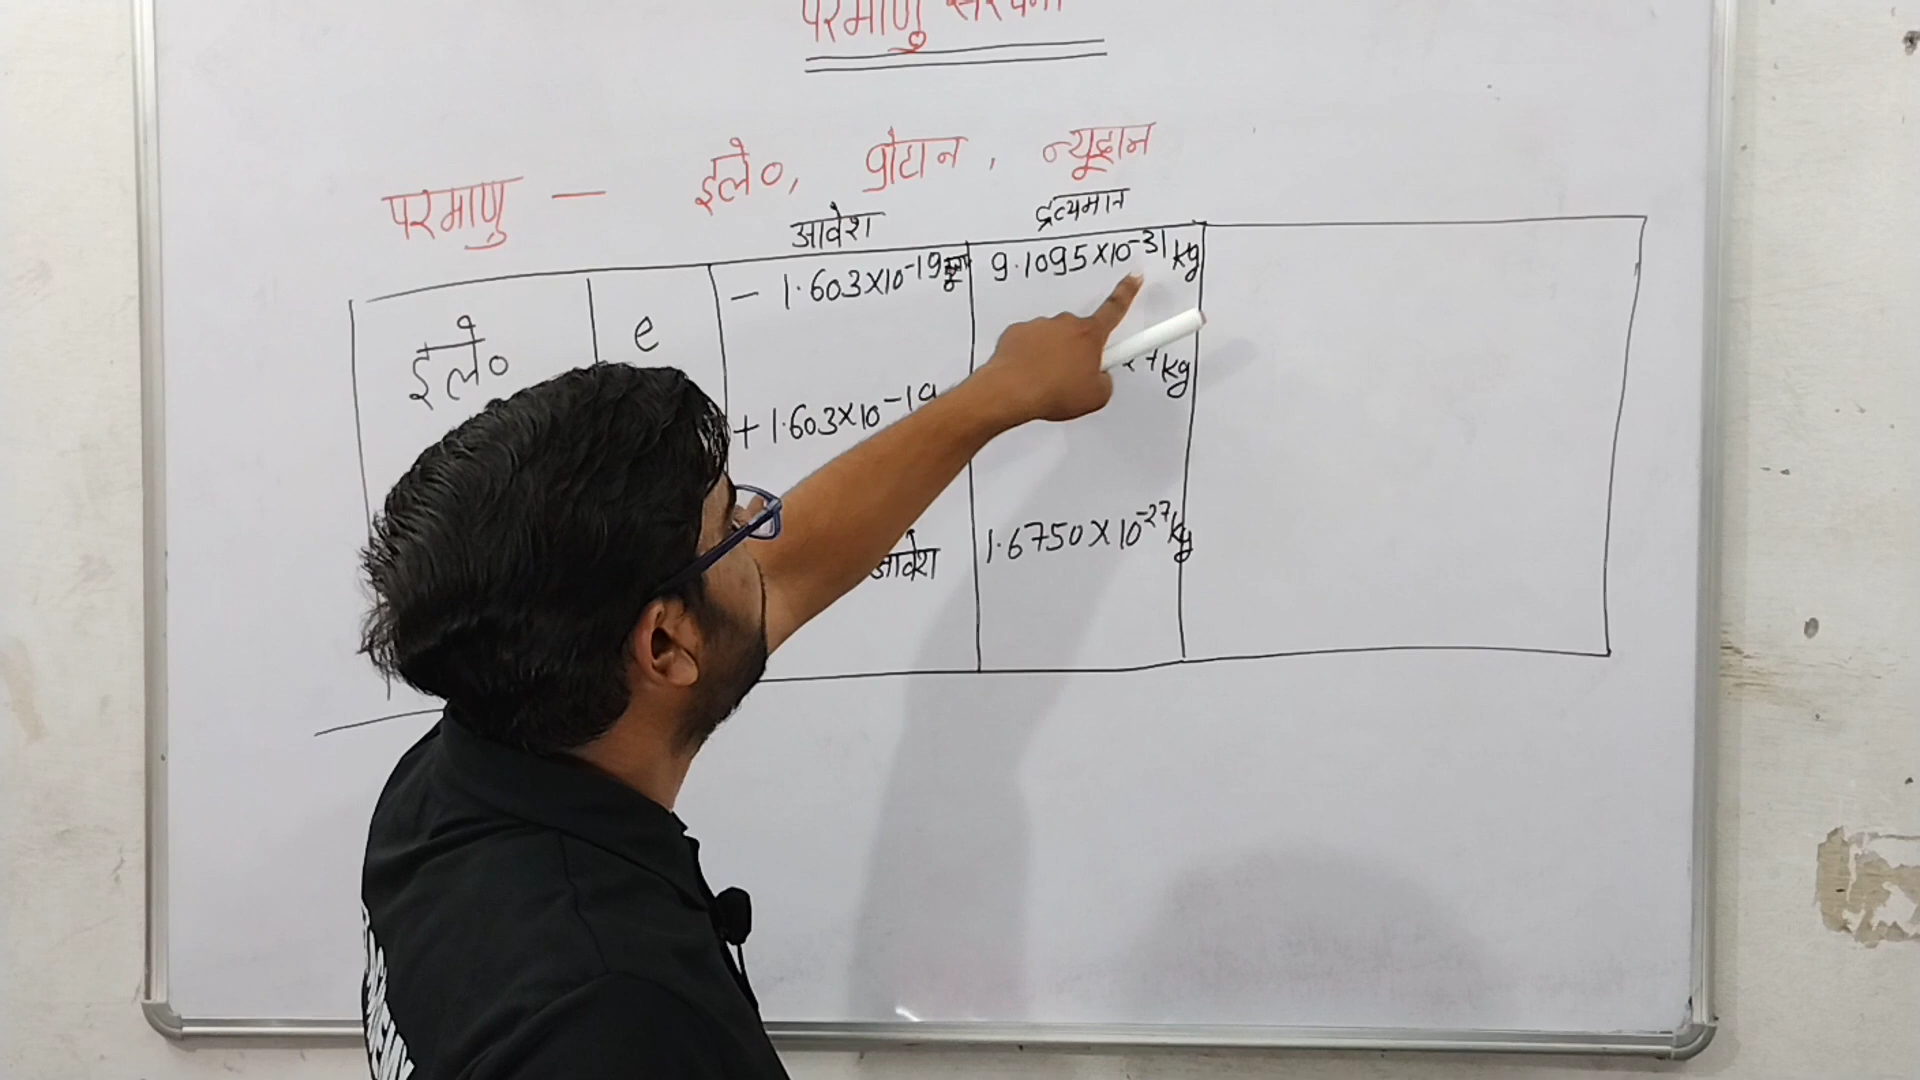 परमाणु संरचना
परमाणु — इले०, प्रोटान, न्यूट्रान
आवेश द्रव्यमान
इले० e – 1.603×10⁻¹⁹ 9.1095×10⁻³¹ kg
+ 1.603×10⁻¹⁹ kg
आवेश 1.6750×10⁻²⁷ kg